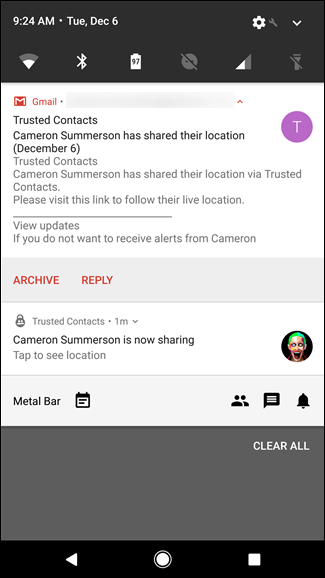 9:24 AM • Tue, Dec 6
97
Gmail •
Trusted Contacts
Cameron Summerson has shared their location
(December 6)
Trusted Contacts
Cameron Summerson has shared their location via Trusted
Contacts.
Please visit this link to follow their live location.
View updates
If you do not want to receive alerts from Cameron
T
ARCHIVE REPLY
Trusted Contacts • 1m
Cameron Summerson is now sharing
Tap to see location
Metal Bar
CLEAR ALL